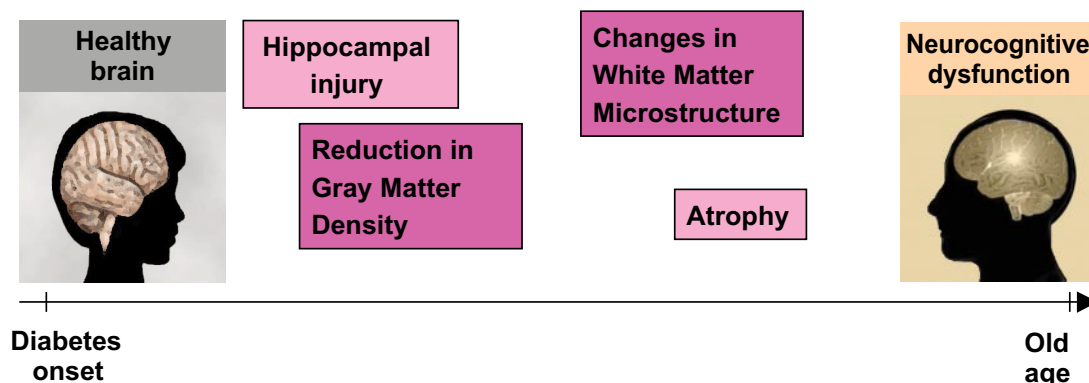 Healthy
brain
Hippocampal
injury
Reduction in
Gray Matter
Density
Changes in
White Matter
Microstructure
Atrophy
Neurocognitive
dysfunction
Diabetes
onset
Old
age